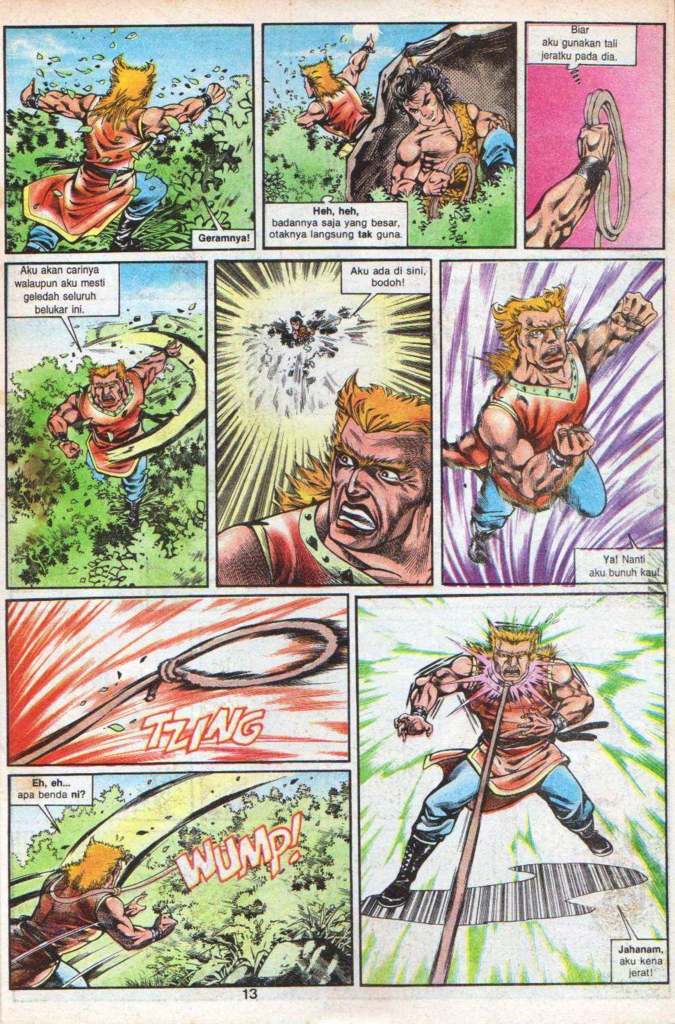 Geramnya!
Heh, heh,
badannya saja yang besar,
otaknya langsung tak guna.
Biar
aku gunakan tali
jeratku pada dia.
Aku akan carinya
walaupun aku mesti
geledah seluruh
belukar ini.
Aku ada di sini,
bodoh!
Ya! Nanti
aku bunuh kau!
TZING
Eh, eh...
apa benda ni?
WUMP!
Jahanam,
aku kena
jerat!
13